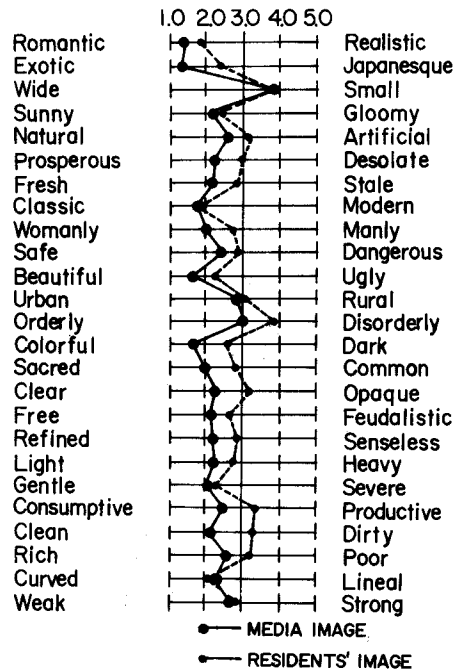 1.0 2.0 3.0 4.0 5.0
Romantic Realistic
Exotic Japanesque
Wide Small
Sunny Gloomy
Natural Artificial
Prosperous Desolate
Fresh Stale
Classic Modern
Womanly Manly
Safe Dangerous
Beautiful Ugly
Urban Rural
Orderly Disorderly
Colorful Dark
Sacred Common
Clear Opaque
Free Feudalistic
Refined Senseless
Light Heavy
Gentle Severe
Consumptive Productive
Clean Dirty
Rich Poor
Curved Lineal
Weak Strong
MEDIA IMAGE
RESIDENTS' IMAGE